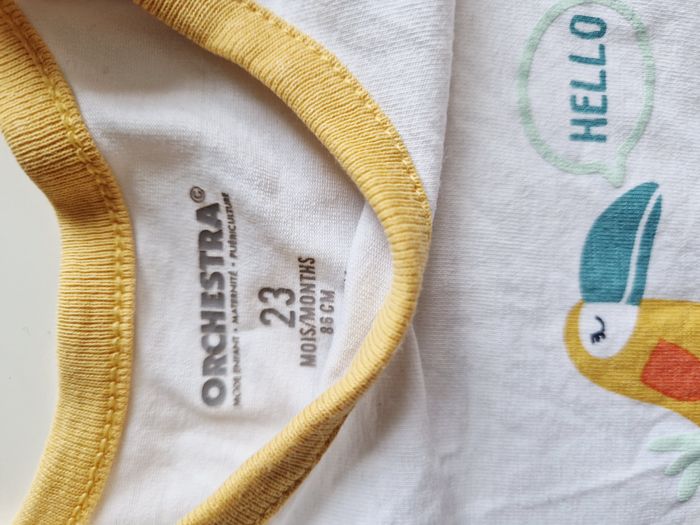 ORCHESTRA©
MODE ENFANT • MATERNITÉ • PUÉRICULTURE
23
MOIS/MONTHS
86 CM
HELLO